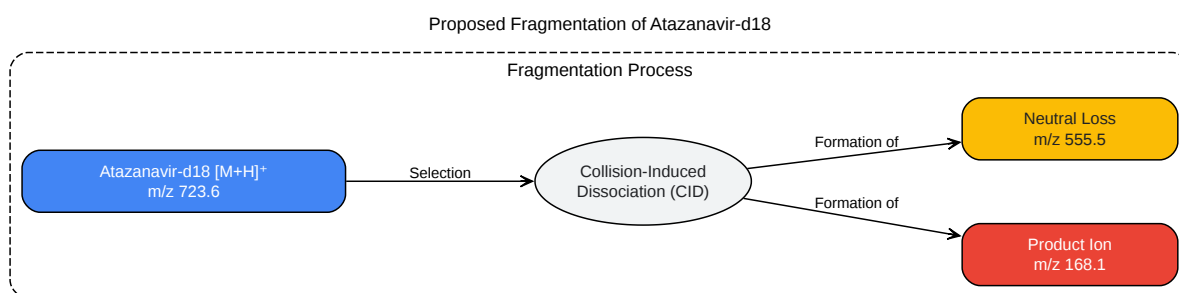 Proposed Fragmentation of Atazanavir-d18
Fragmentation Process
Atazanavir-d18 [M+H]⁺
m/z 723.6
Selection
Collision-Induced
Dissociation (CID)
Formation of
Neutral Loss
m/z 555.5
Formation of
Product Ion
m/z 168.1